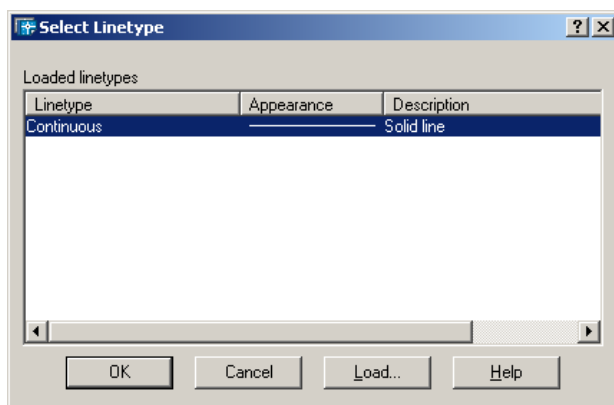 Select Linetype
Loaded linetypes
Linetype Appearance Description
Continuous Solid line
OK Cancel Load... Help